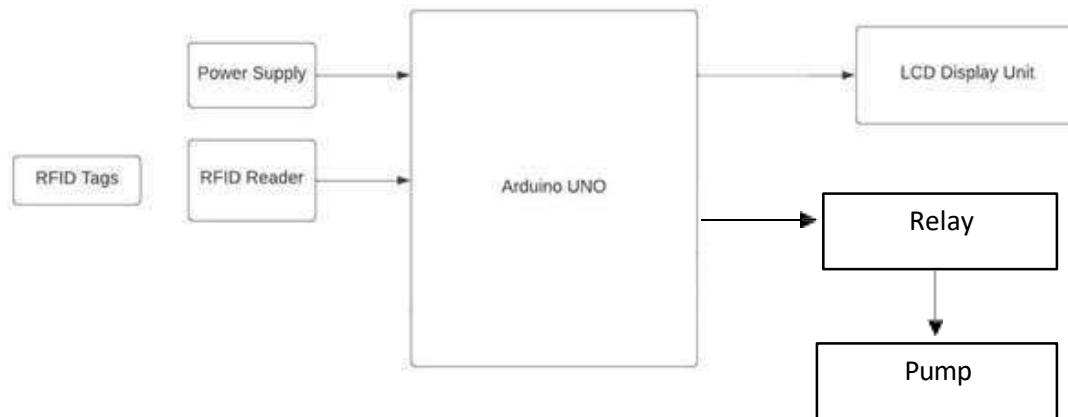 Power Supply
LCD Display Unit
RFID Tags
RFID Reader
Arduino UNO
Relay
Pump